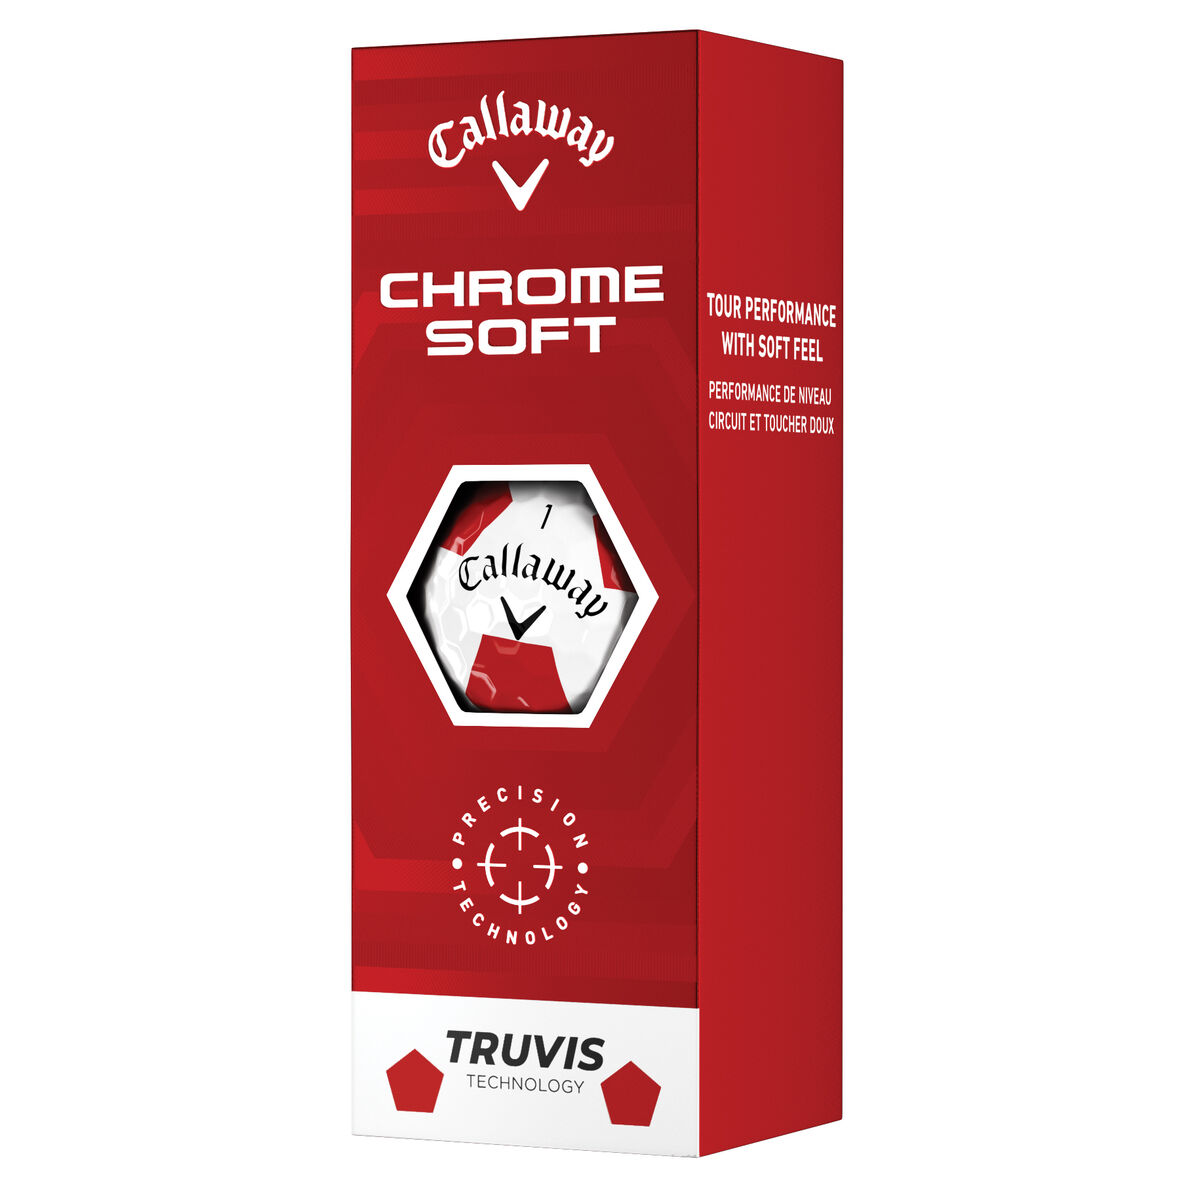 Callaway
CHROME
SOFT
TOUR PERFORMANCE
WITH SOFT FEEL
PERFORMANCE DE NIVEAU
CIRCUIT ET TOUCHER DOUX
1
Callaway
PRECISION
TECHNOLOGY
TRUVIS
TECHNOLOGY